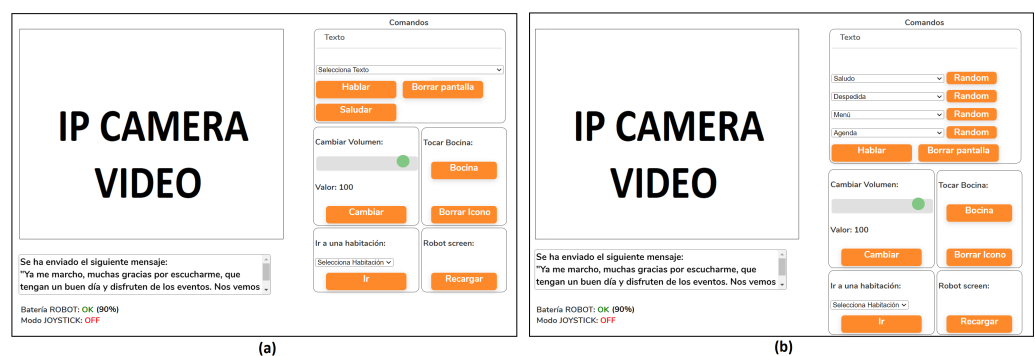 IP CAMERA
VIDEO
Se ha enviado el siguiente mensaje:
"Ya me marcho, muchas gracias por escucharme, que
tengan un buen día y disfruten de los eventos. Nos vemos
Batería ROBOT: OK (90%)
Modo JOYSTICK: OFF
Comandos
Texto
Selecciona Texto
Hablar Borrar pantalla
Saludar
Cambiar Volumen: Tocar Bocina:
Bocina
Valor: 100
Cambiar Borrar Icono
Ir a una habitación: Robot screen:
Selecciona Habitación
Ir Recargar
(a)
IP CAMERA
VIDEO
Se ha enviado el siguiente mensaje:
"Ya me marcho, muchas gracias por escucharme, que
tengan un buen día y disfruten de los eventos. Nos vemos
Batería ROBOT: OK (90%)
Modo JOYSTICK: OFF
Comandos
Texto
Saludo Random
Despedida Random
Menú Random
Agenda Random
Hablar Borrar pantalla
Cambiar Volumen: Tocar Bocina:
Bocina
Valor: 100
Cambiar Borrar Icono
Ir a una habitación: Robot screen:
Selecciona Habitación
Ir Recargar
(b)